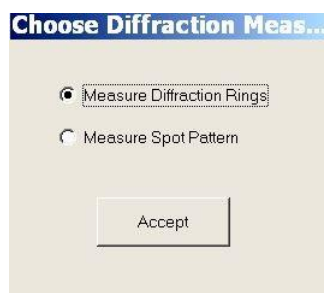 Choose Diffraction Meas...
Measure Diffraction Rings
Measure Spot Pattern
Accept